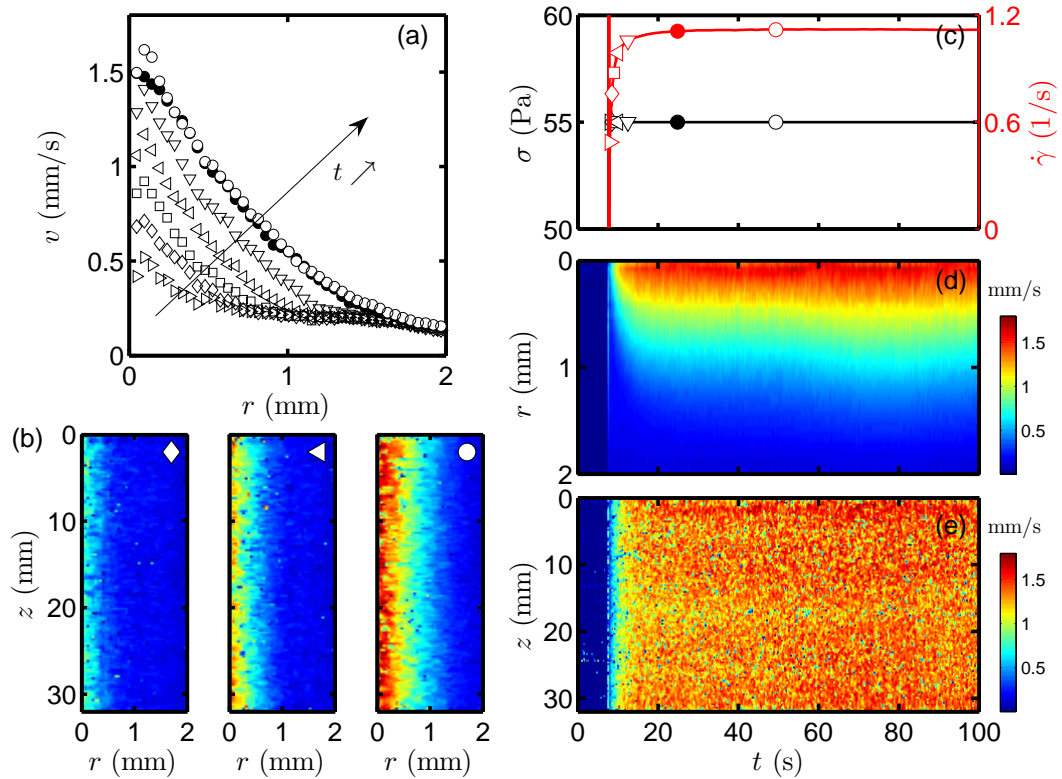 (a)
1.5
1
0.5
0
v (mm/s)
t ↗
0 1 2
r (mm)
(b)
0
10
20
30
z (mm)
0 1 2
0 1 2
0 1 2
r (mm) r (mm) r (mm)
(c)
60
55
50
σ (Pa)
1.2
0.6
0
γ̇ (1/s)
(d)
0
1
2
r (mm)
mm/s
1.5
1
0.5
(e)
0
10
20
30
z (mm)
mm/s
1.5
1
0.5
0 20 40 60 80 100
t (s)